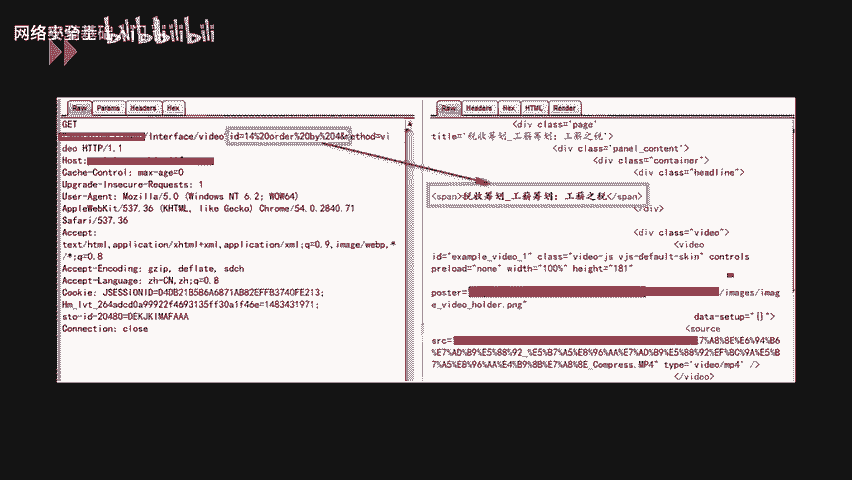 网络安全基础 bilibili
Raw Params Headers Hex
GET
/Interface/video id=14%20order%20by%204&method=vi
deo HTTP/1.1
Host:
Cache-Control: max-age=0
Upgrade-Insecure-Requests: 1
User-Agent: Mozilla/5.0 (Windows NT 6.2; WOW64)
AppleWebKit/537.36 (KHTML, like Gecko) Chrome/54.0.2840.71
Safari/537.36
Accept:
text/html,application/xhtml+xml,application/xml;q=0.9,image/webp,*
/*;q=0.8
Accept-Encoding: gzip, deflate, sdch
Accept-Language: zh-CN,zh;q=0.8
Cookie: JSESSIONID=D4DB21B586A6871AB82EFFB3740FE213;
Hm_lvt_264adcd0a99922f4693135ff30a1f46e=1483431971;
sto-id-20480=DEKJKIMAFAAA
Connection: close
Raw Headers Hex HTML Render
<div class='page'
title='税收筹划_工薪筹划：工薪之税'>
<div class='panel_content'>
<div class="container">
<div class="headline">
<span>税收筹划_工薪筹划：工薪之税</span>
</div>
<div class="video">
<video
id="example_video_1" class="video-js vjs-default-skin" controls
preload="none" width="100%" height="181"
poster= /images/imag
e_video_holder.png"
data-setup="{}">
<source
src= E7%A8%8E%E6%94%B6
%E7%AD%B9%E5%88%92_%E5%B7%A5%E8%96%AA%E7%AD%B9%E5%88%92%EF%BC%9A%E5%B
7%A5%E8%96%AA%E4%B9%8B%E7%A8%8E_Compress.MP4" type='video/mp4' />
</video>